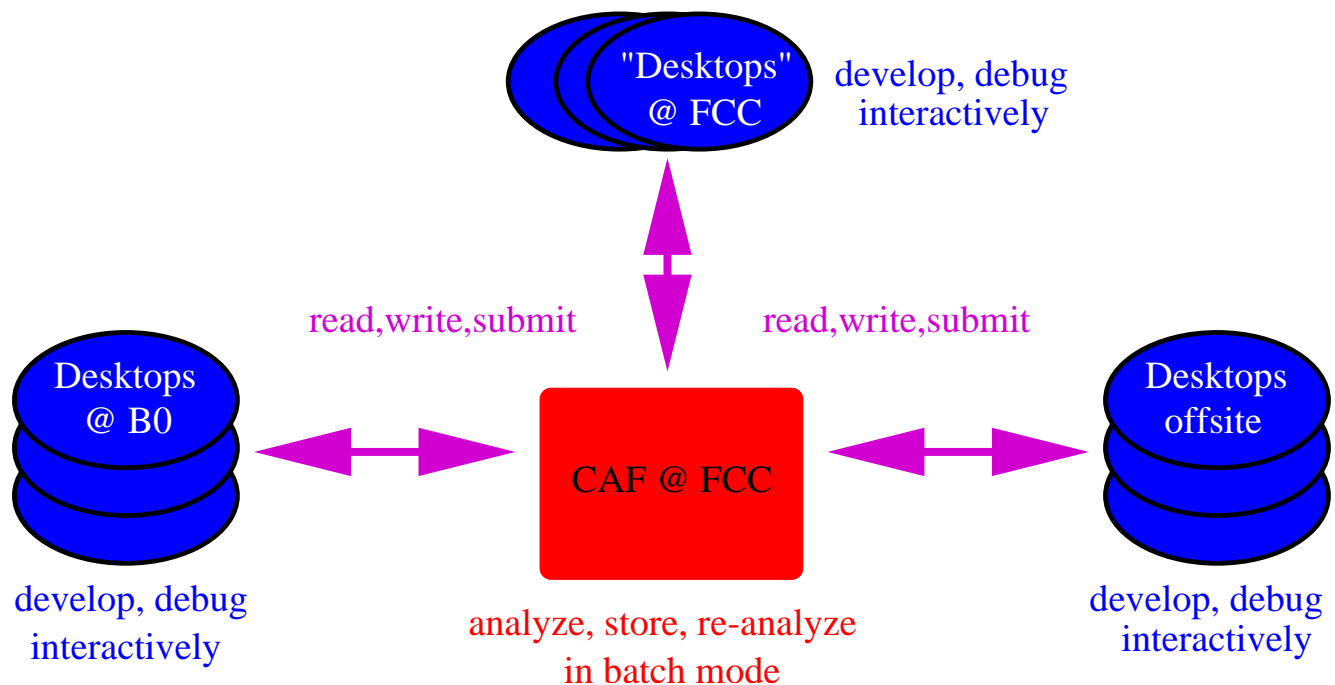 "Desktops"
@ FCC
develop, debug
interactively
read,write,submit
read,write,submit
Desktops
@ B0
Desktops
offsite
CAF @ FCC
develop, debug
interactively
analyze, store, re-analyze
in batch mode
develop, debug
interactively